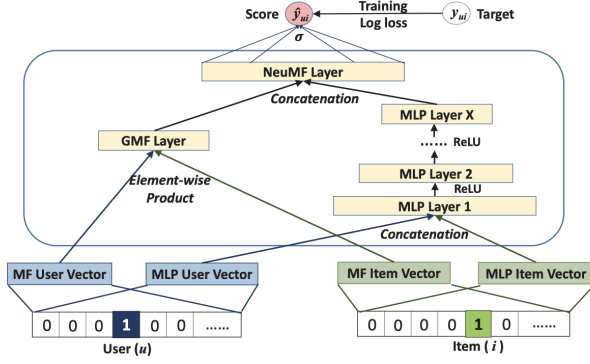 Score ŷui Training yui Target
Log loss
σ
NeuMF Layer
Concatenation
MLP Layer X
GMF Layer
...... ReLU
Element-wise
Product
MLP Layer 2
ReLU
MLP Layer 1
Concatenation
MF User Vector MLP User Vector MF Item Vector MLP Item Vector
0 0 0 1 0 0 ......
0 0 0 0 1 0 ......
User (u) Item ( i )